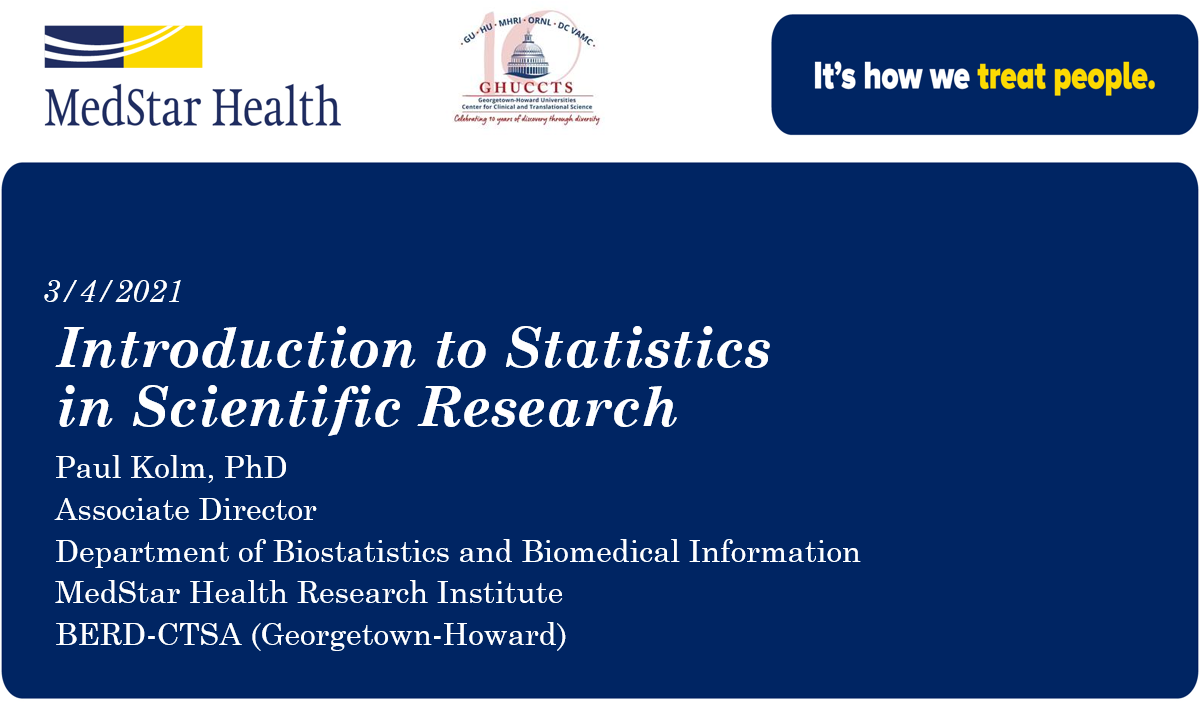 MedStar Health
· GU · HU · MHRI · ORNL · DC VAMC ·
10
GHUCCTS
Georgetown-Howard Universities
Center for Clinical and Translational Science
Celebrating 10 years of discovery through diversity
It's how we treat people.
3/4/2021
Introduction to Statistics
in Scientific Research
Paul Kolm, PhD
Associate Director
Department of Biostatistics and Biomedical Information
MedStar Health Research Institute
BERD-CTSA (Georgetown-Howard)